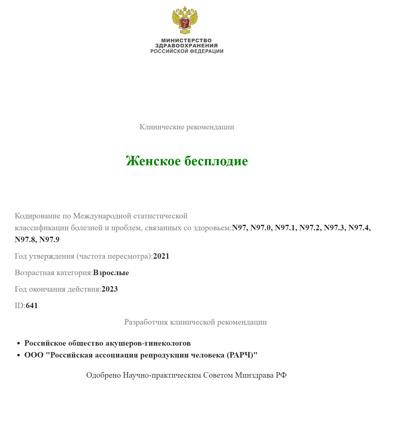 МИНИСТЕРСТВО
ЗДРАВООХРАНЕНИЯ
РОССИЙСКОЙ ФЕДЕРАЦИИ
Клинические рекомендации
Женское бесплодие
Кодирование по Международной статистической
классификации болезней и проблем, связанных со здоровьем:N97, N97.0, N97.1, N97.2, N97.3, N97.4,
N97.8, N97.9
Год утверждения (частота пересмотра):2021
Возрастная категория:Взрослые
Год окончания действия:2023
ID:641
Разработчик клинической рекомендации
• Российское общество акушеров-гинекологов
• ООО "Российская ассоциация репродукции человека (РАРЧ)"
Одобрено Научно-практическим Советом Минздрава РФ